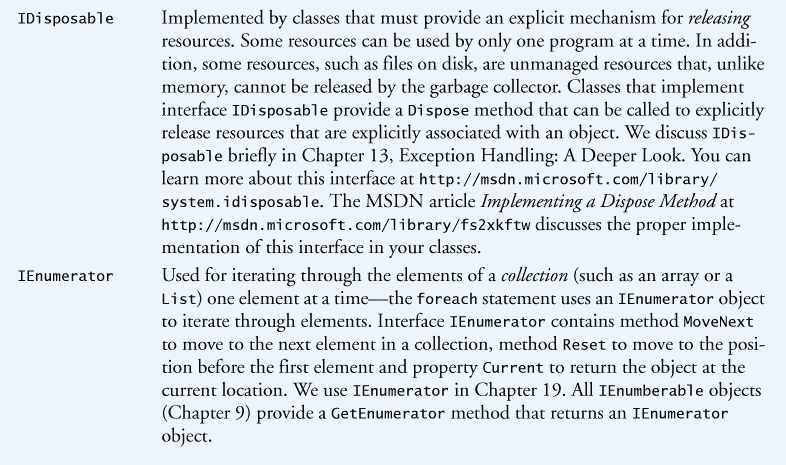 IDisposable Implemented by classes that must provide an explicit mechanism for releasing
resources. Some resources can be used by only one program at a time. In addi-
tion, some resources, such as files on disk, are unmanaged resources that, unlike
memory, cannot be released by the garbage collector. Classes that implement
interface IDisposable provide a Dispose method that can be called to explicitly
release resources that are explicitly associated with an object. We discuss IDis-
posable briefly in Chapter 13, Exception Handling: A Deeper Look. You can
learn more about this interface at http://msdn.microsoft.com/library/
system.idisposable. The MSDN article Implementing a Dispose Method at
http://msdn.microsoft.com/library/fs2xkftw discusses the proper imple-
mentation of this interface in your classes.
IEnumerator Used for iterating through the elements of a collection (such as an array or a
List) one element at a time—the foreach statement uses an IEnumerator object
to iterate through elements. Interface IEnumerator contains method MoveNext
to move to the next element in a collection, method Reset to move to the posi-
tion before the first element and property Current to return the object at the
current location. We use IEnumerator in Chapter 19. All IEnumberable objects
(Chapter 9) provide a GetEnumerator method that returns an IEnumerator
object.